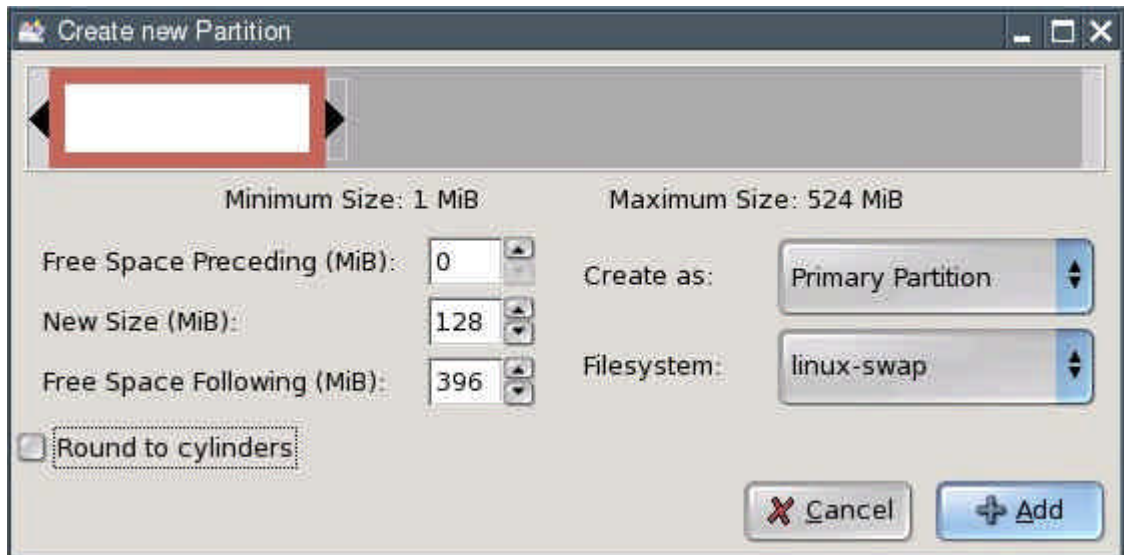 Create new Partition
Minimum Size: 1 MiB Maximum Size: 524 MiB
Free Space Preceding (MiB): 0
Create as: Primary Partition
New Size (MiB): 128
Filesystem: linux-swap
Free Space Following (MiB): 396
Round to cylinders
Cancel Add